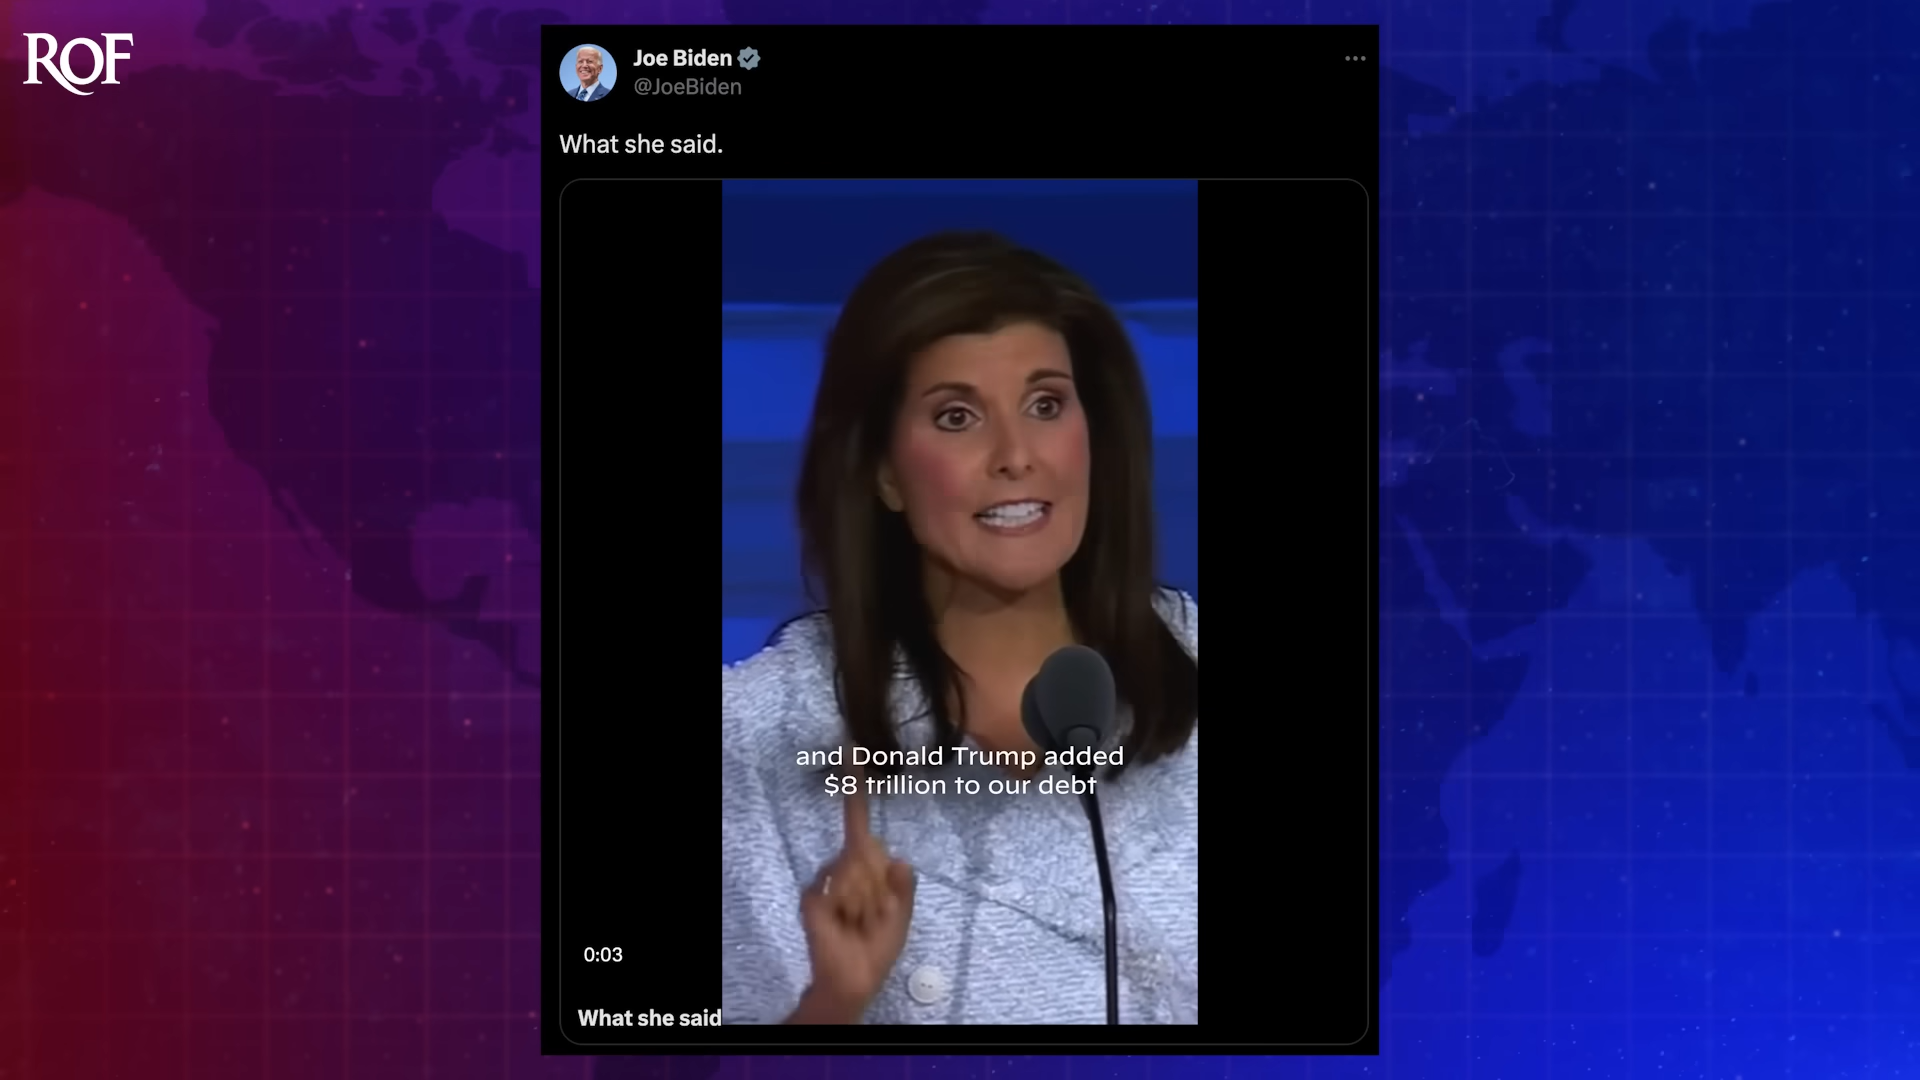 ROF
Joe Biden
@JoeBiden
What she said.
and Donald Trump added
$8 trillion to our debt
0:03
What she said